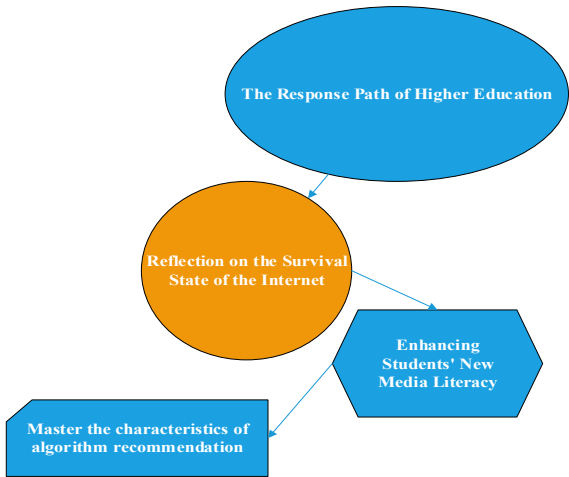 The Response Path of Higher Education
Reflection on the Survival
State of the Internet
Enhancing
Students' New
Media Literacy
Master the characteristics of
algorithm recommendation